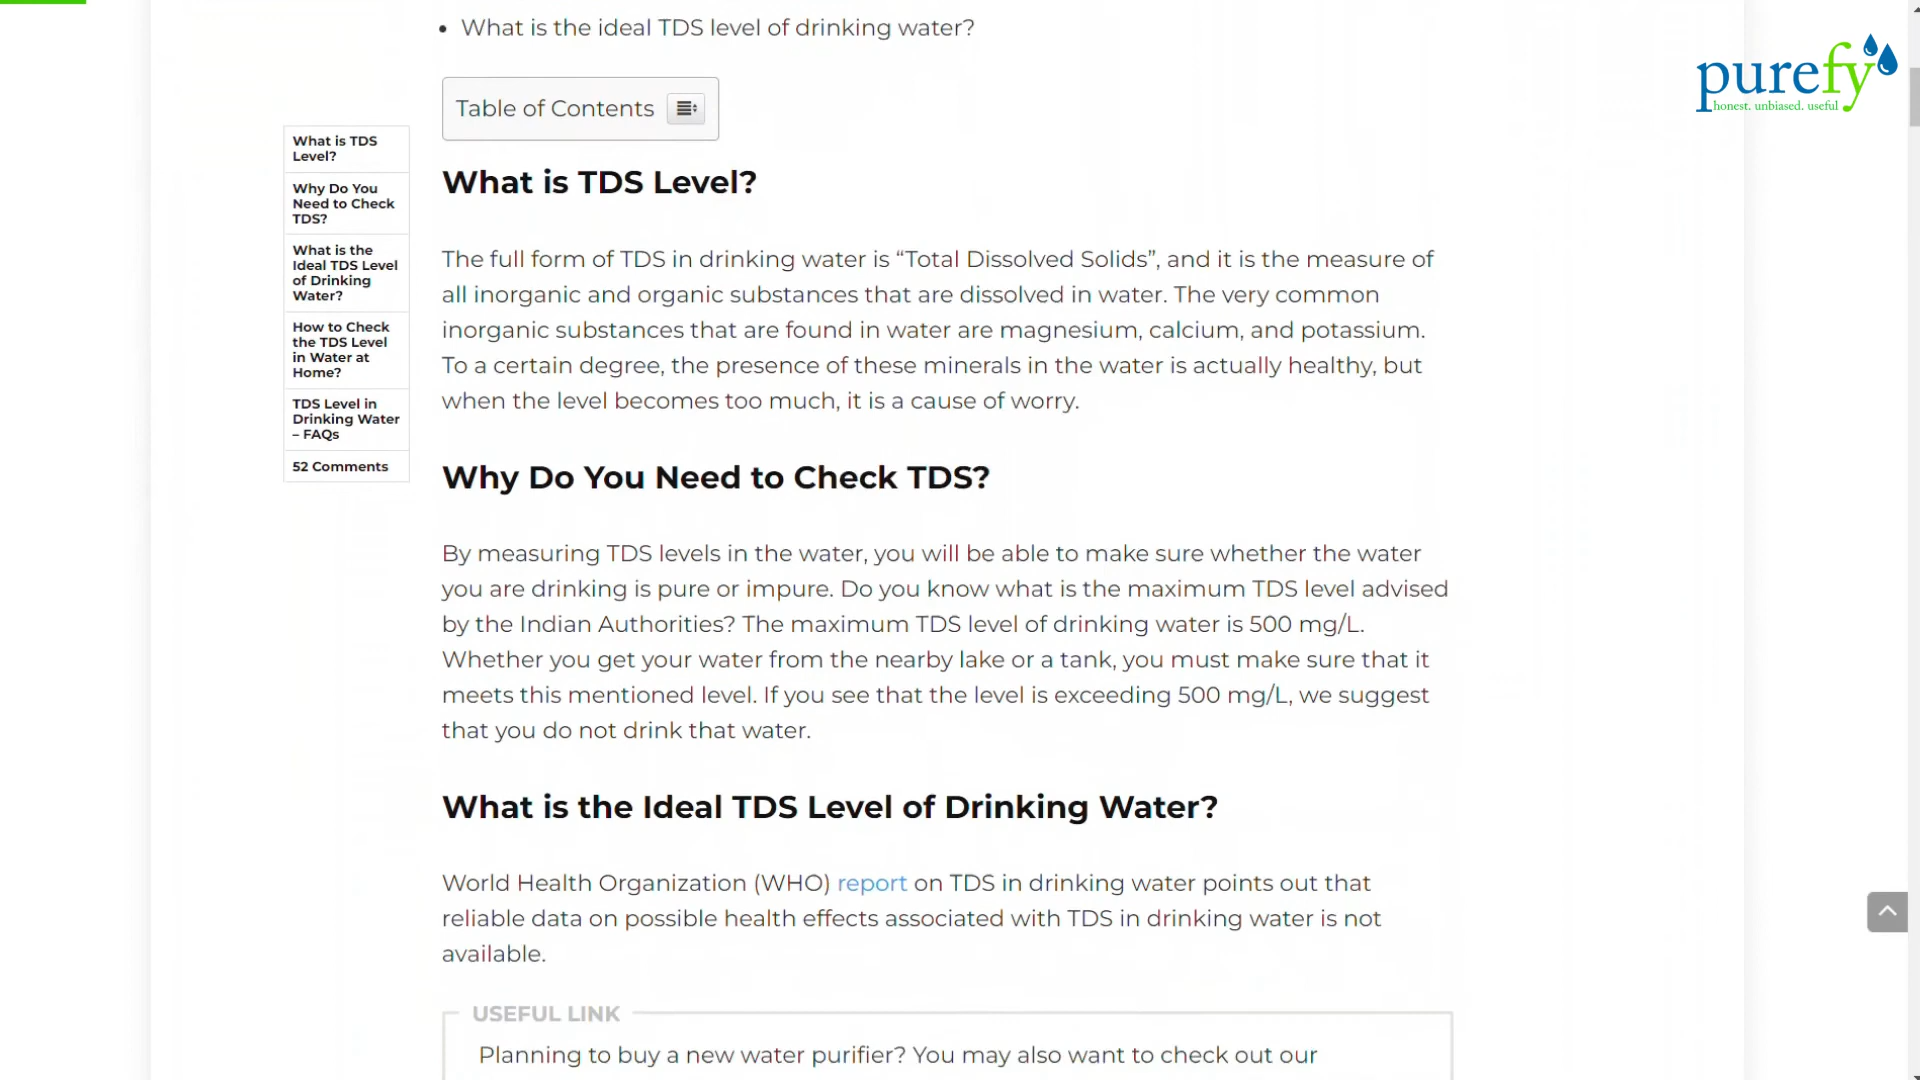 What is the ideal TDS level of drinking water?
purefy
honest. unbiased. useful
Table of Contents
What is TDS
Level?
Why Do You
Need to Check
TDS?
What is the
Ideal TDS Level
of Drinking
Water?
How to Check
the TDS Level
in Water at
Home?
TDS Level in
Drinking Water
– FAQs
52 Comments
What is TDS Level?
The full form of TDS in drinking water is “Total Dissolved Solids”, and it is the measure of
all inorganic and organic substances that are dissolved in water. The very common
inorganic substances that are found in water are magnesium, calcium, and potassium.
To a certain degree, the presence of these minerals in the water is actually healthy, but
when the level becomes too much, it is a cause of worry.
Why Do You Need to Check TDS?
By measuring TDS levels in the water, you will be able to make sure whether the water
you are drinking is pure or impure. Do you know what is the maximum TDS level advised
by the Indian Authorities? The maximum TDS level of drinking water is 500 mg/L.
Whether you get your water from the nearby lake or a tank, you must make sure that it
meets this mentioned level. If you see that the level is exceeding 500 mg/L, we suggest
that you do not drink that water.
What is the Ideal TDS Level of Drinking Water?
World Health Organization (WHO) report on TDS in drinking water points out that
reliable data on possible health effects associated with TDS in drinking water is not
available.
USEFUL LINK
Planning to buy a new water purifier? You may also want to check out our